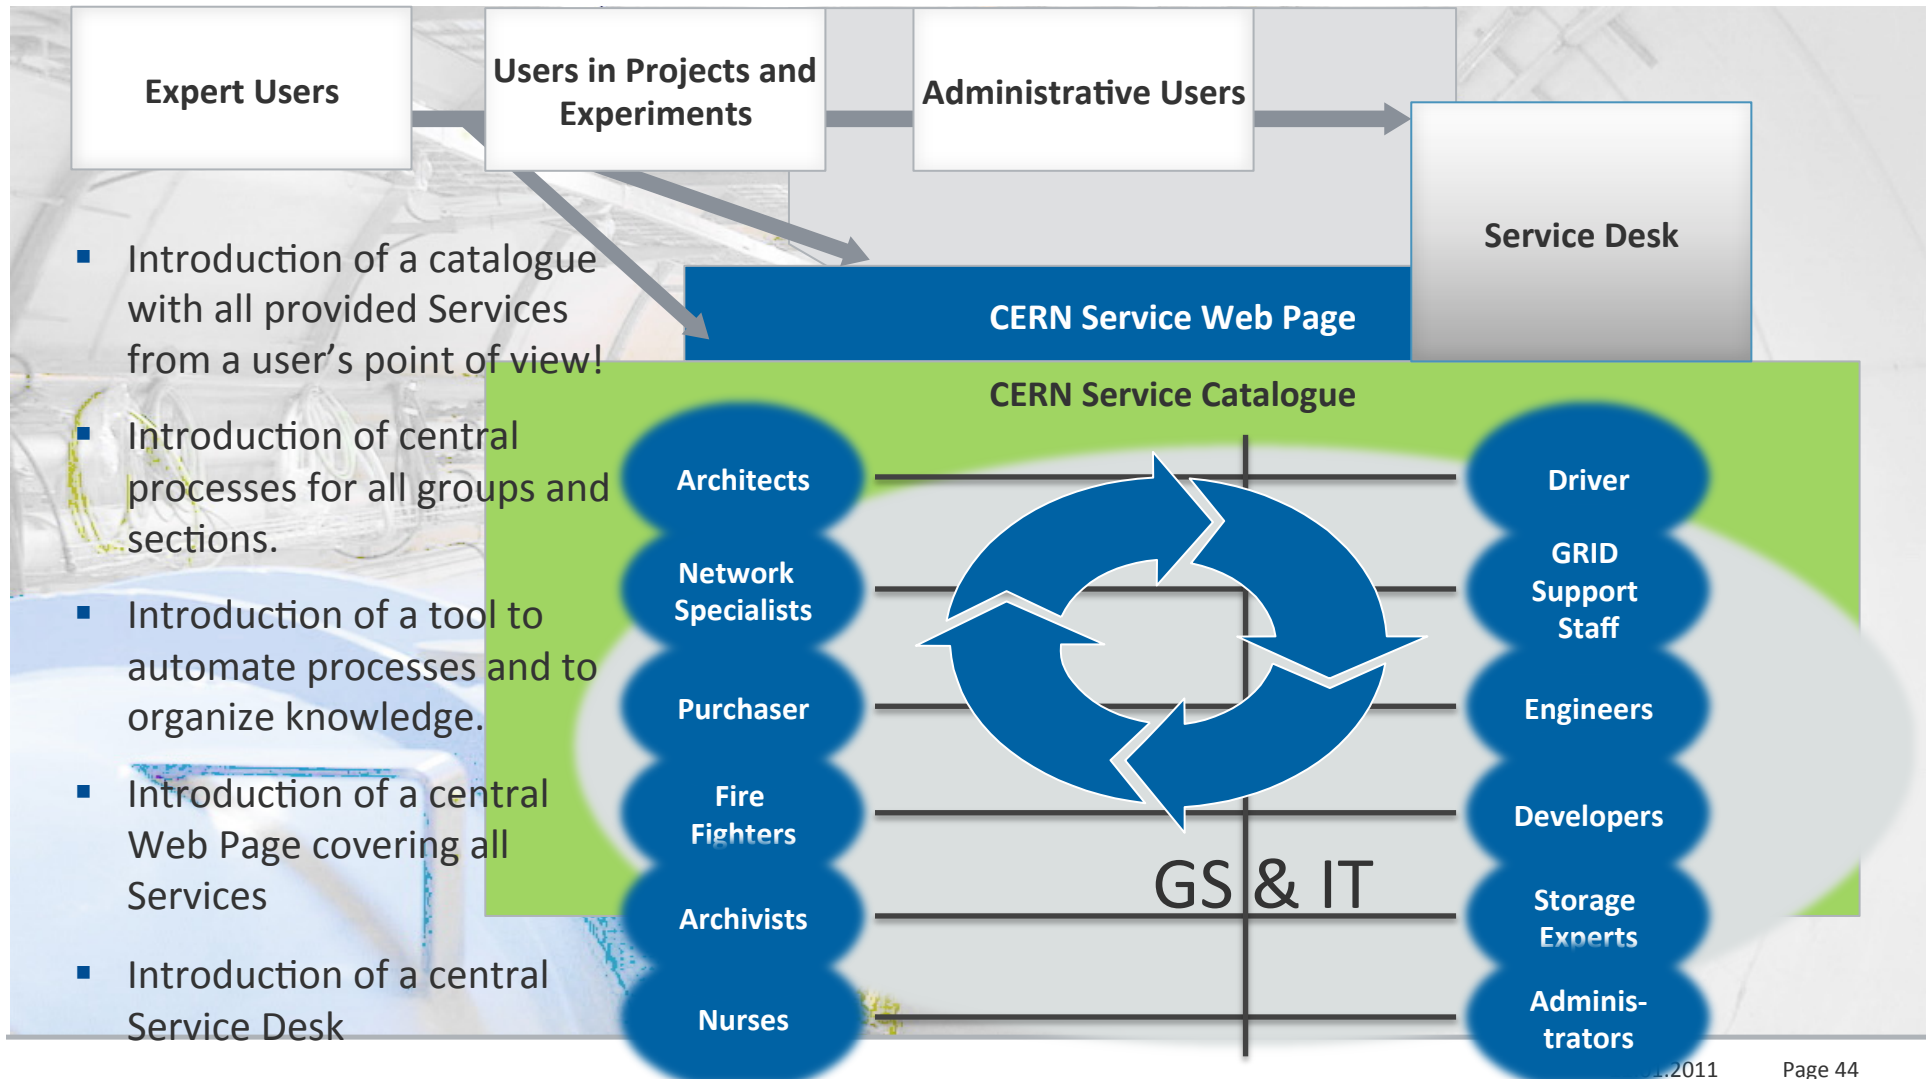 Expert Users
Users in Projects and
Experiments
Administrative Users
Service Desk
CERN Service Web Page
CERN Service Catalogue
Introduction of a catalogue
with all provided Services
from a user's point of view!
Introduction of central
processes for all groups and
sections.
Introduction of a tool to
automate processes and to
organize knowledge.
Introduction of a central
Web Page covering all
Services
Introduction of a central
Service Desk
Architects
Network
Specialists
Purchaser
Fire
Fighters
Archivists
Nurses
Driver
GRID
Support
Staff
Engineers
Developers
Storage
Experts
Adminis-
trators
GS & IT
.2011
Page 44